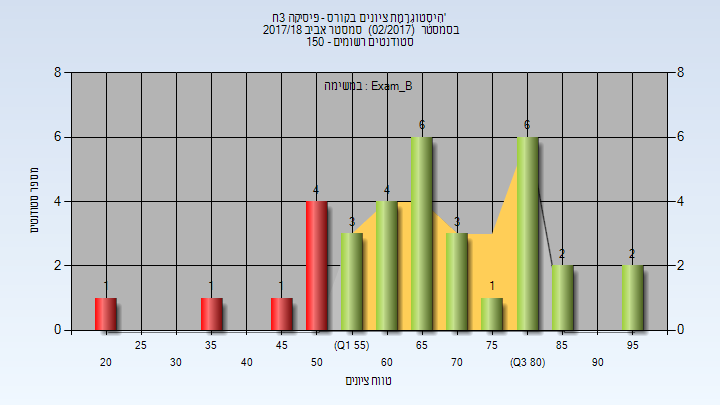 היסטוגרמת ציונים בקורס - פיסיקה 3ח'
בסמסטר (02/2017) סמסטר אביב 2017/18
סטודנטים רשומים - 150
במשימה : Exam_B
מספר סטודנטים
8 8
6 6
4 4
2 2
0 0
1 1 1 4 3 4 6 3 1 6 2 2
25 35 45 (Q1 55) 65 75 85 95
20 30 40 50 60 70 (Q3 80) 90
טווח ציונים